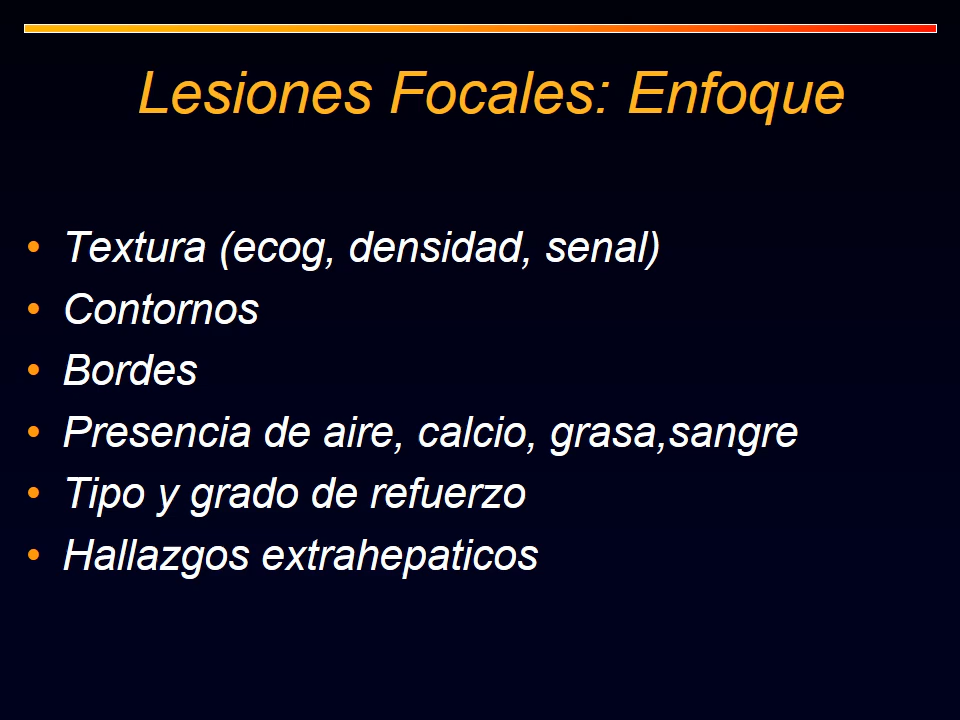 Lesiones Focales: Enfoque
• Textura (ecog, densidad, senal)
• Contornos
• Bordes
• Presencia de aire, calcio, grasa,sangre
• Tipo y grado de refuerzo
• Hallazgos extrahepaticos